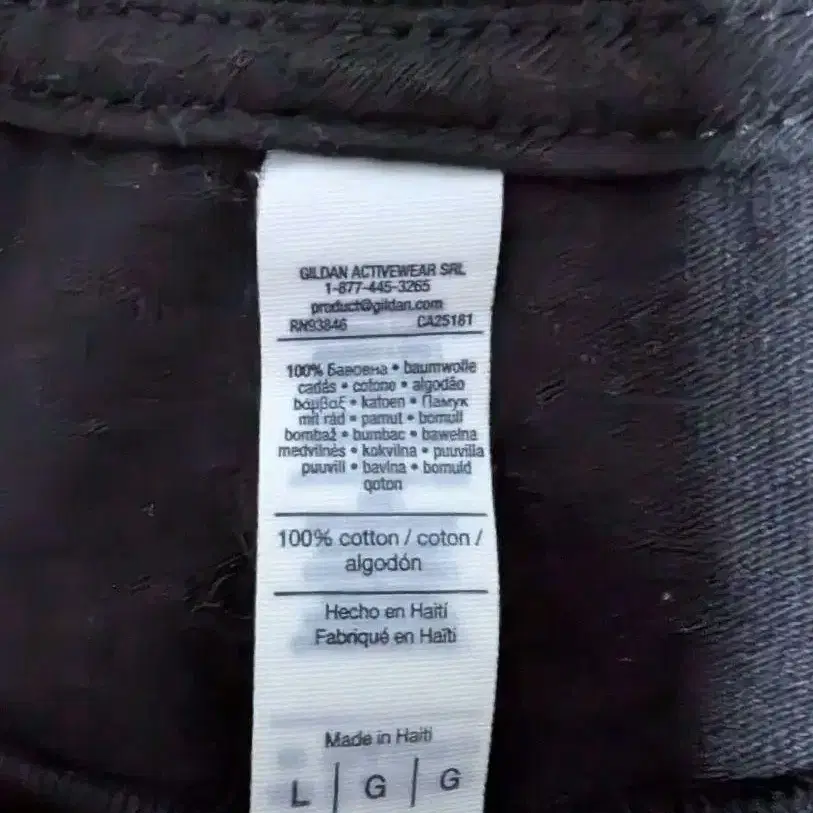 GILDAN ACTIVEWEAR SRL
1-877-445-3265
product@gildan.com
RN93846 CA25181
100% бавовна • baumwolle
cadás • cotone • algodão
βάμβαξ • katoen • Памук
mit rád • pamut • bomull
bombaž • bumbac • bawełna
medvilnės • kokvilna • puuvilla
puuvill • bavlna • bomuld
qoton
100% cotton / coton /
algodón
Hecho en Haití
Fabriqué en Haïti
Made in Haiti
L | G | G